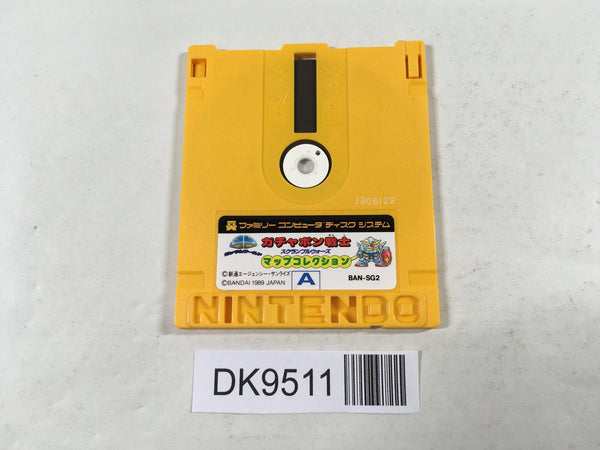 J306122
ファミリー コンピュータ ディスク システム
ガチャポン戦士
スクランブルウォーズ
マップコレクション
©創通エージェンシー・サンライズ
©BANDAI 1989 JAPAN
A
BAN-SG2
NINTENDO
DK9511